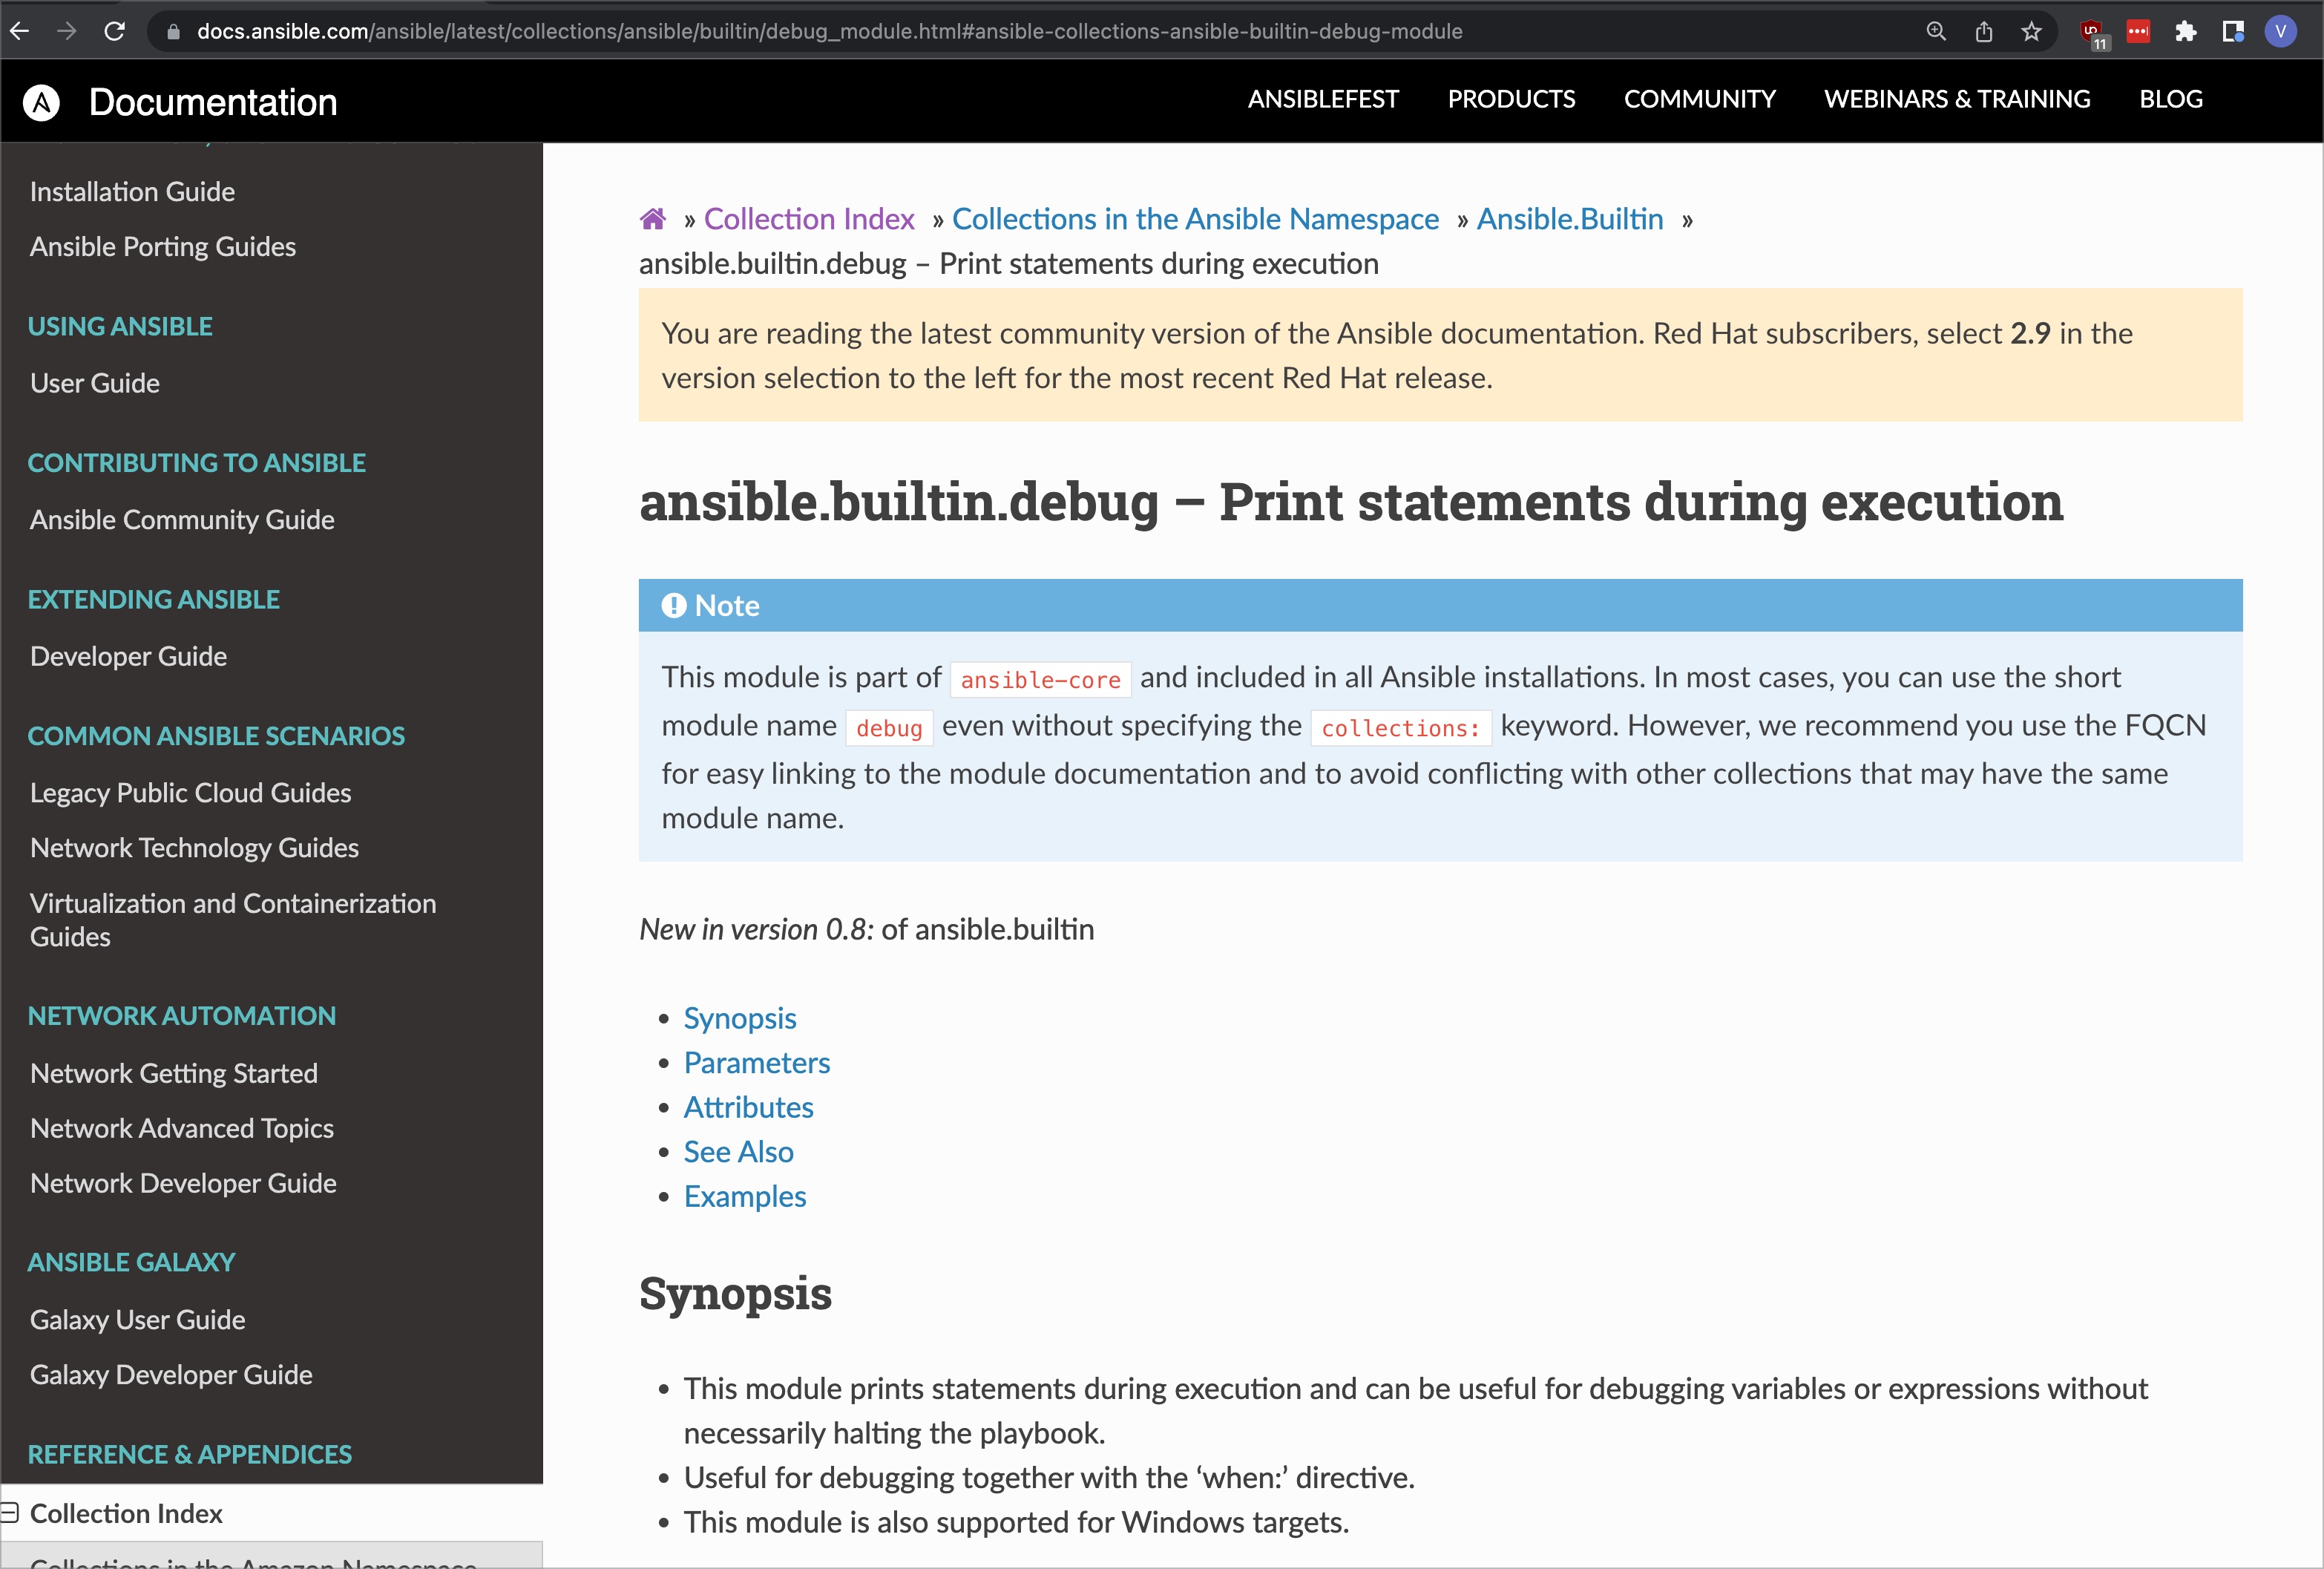 docs.ansible.com/ansible/latest/collections/ansible/builtin/debug_module.html#ansible-collections-ansible-builtin-debug-module
11
V
Documentation
ANSIBLEFEST
PRODUCTS
COMMUNITY
WEBINARS & TRAINING
BLOG
Installation Guide
Ansible Porting Guides
USING ANSIBLE
User Guide
CONTRIBUTING TO ANSIBLE
Ansible Community Guide
EXTENDING ANSIBLE
Developer Guide
COMMON ANSIBLE SCENARIOS
Legacy Public Cloud Guides
Network Technology Guides
Virtualization and Containerization
Guides
NETWORK AUTOMATION
Network Getting Started
Network Advanced Topics
Network Developer Guide
ANSIBLE GALAXY
Galaxy User Guide
Galaxy Developer Guide
REFERENCE & APPENDICES
Collection Index
Collections in the Amazon Namespace
» Collection Index » Collections in the Ansible Namespace » Ansible.Builtin »
ansible.builtin.debug – Print statements during execution
You are reading the latest community version of the Ansible documentation. Red Hat subscribers, select 2.9 in the
version selection to the left for the most recent Red Hat release.
ansible.builtin.debug – Print statements during execution
Note
This module is part of ansible-core and included in all Ansible installations. In most cases, you can use the short
module name debug even without specifying the collections: keyword. However, we recommend you use the FQCN
for easy linking to the module documentation and to avoid conflicting with other collections that may have the same
module name.
New in version 0.8: of ansible.builtin
• Synopsis
• Parameters
• Attributes
• See Also
• Examples
Synopsis
• This module prints statements during execution and can be useful for debugging variables or expressions without
necessarily halting the playbook.
• Useful for debugging together with the ‘when:’ directive.
• This module is also supported for Windows targets.